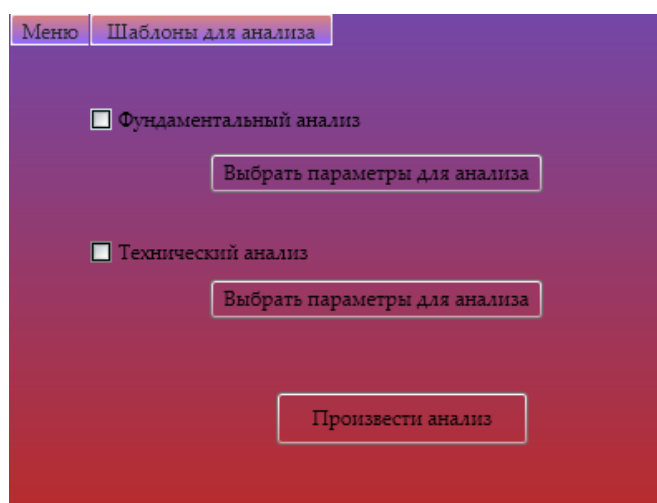 Меню Шаблоны для анализа
Фундаментальный анализ
Выбрать параметры для анализа
Технический анализ
Выбрать параметры для анализа
Произвести анализ